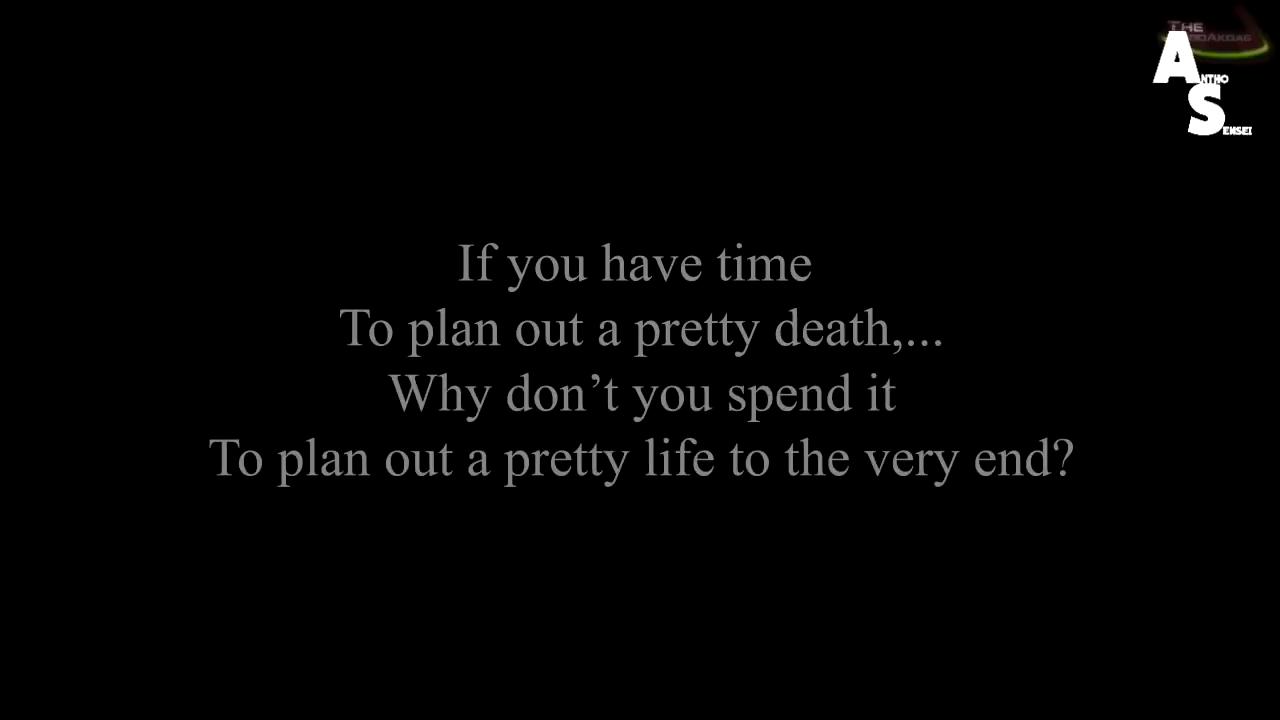 THE
ANTHO
SENSEI
If you have time
To plan out a pretty death,...
Why don’t you spend it
To plan out a pretty life to the very end?